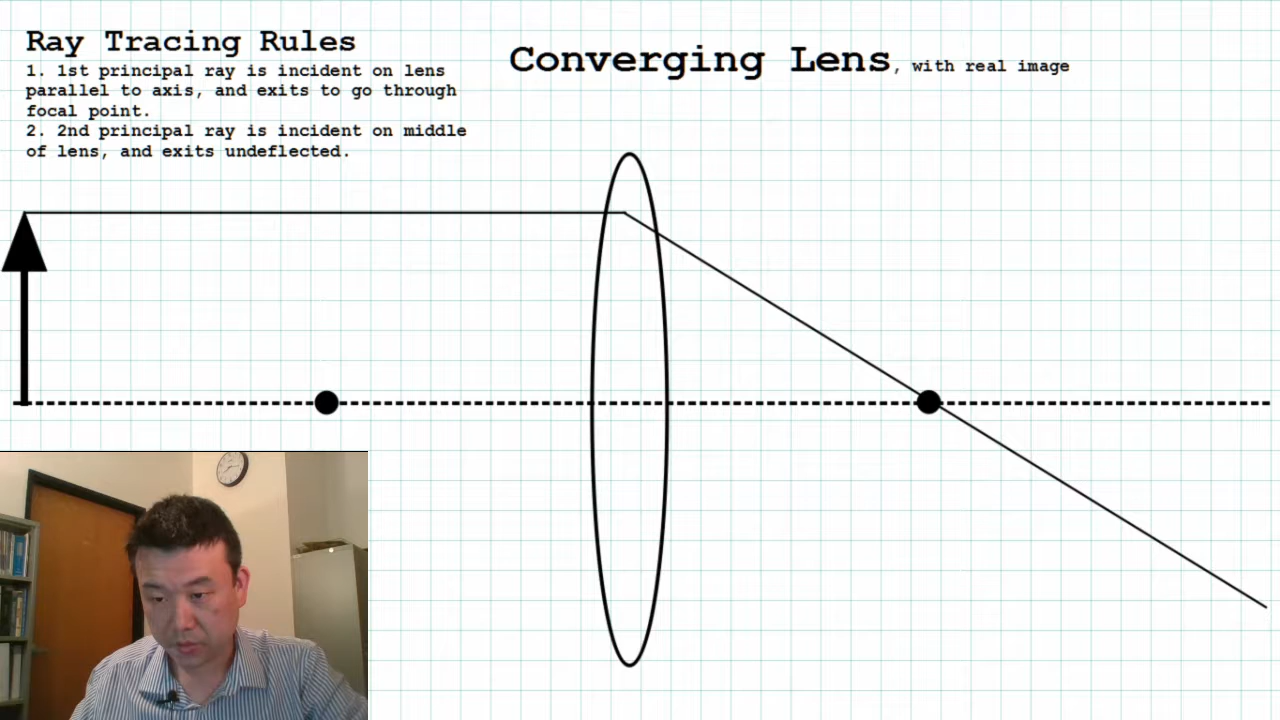 Ray Tracing Rules
1. 1st principal ray is incident on lens
parallel to axis, and exits to go through
focal point.
2. 2nd principal ray is incident on middle
of lens, and exits undeflected.
Converging Lens, with real image